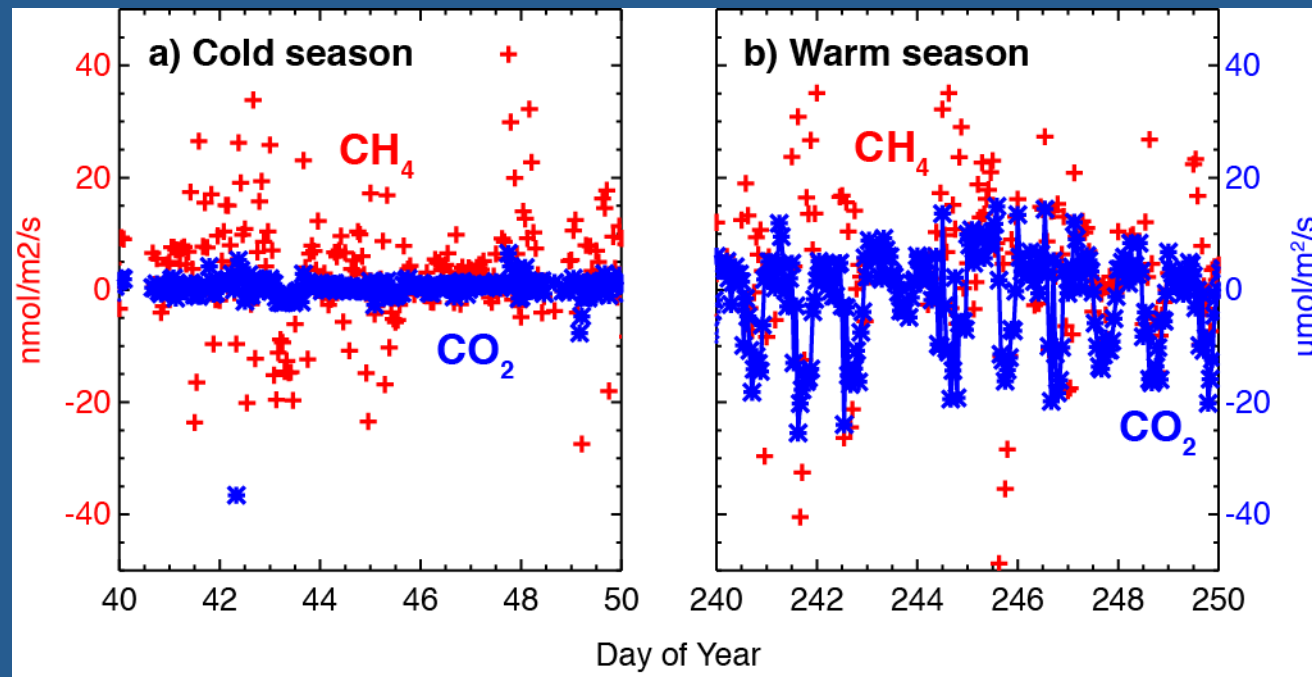 a) Cold season
b) Warm season
40
20
0
-20
-40
nmol/m2/s
CH₄
CO₂
CH₄
CO₂
40
20
0
-20
-40
µmol/m²/s
40 42 44 46 48 50
240 242 244 246 248 250
Day of Year